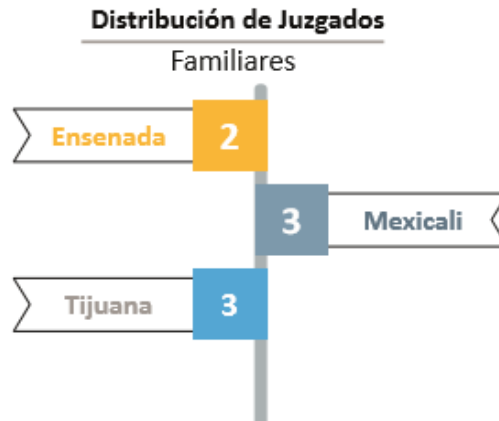 Distribución de Juzgados
Familiares
Ensenada 2
3 Mexicali
Tijuana 3